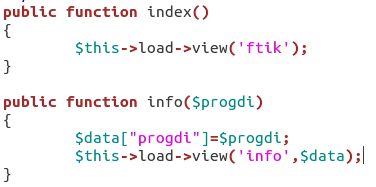 public function index()
{
$this->load->view('ftik');
}
public function info($progdi)
{
$data["progdi"]=$progdi;
$this->load->view('info',$data);
}